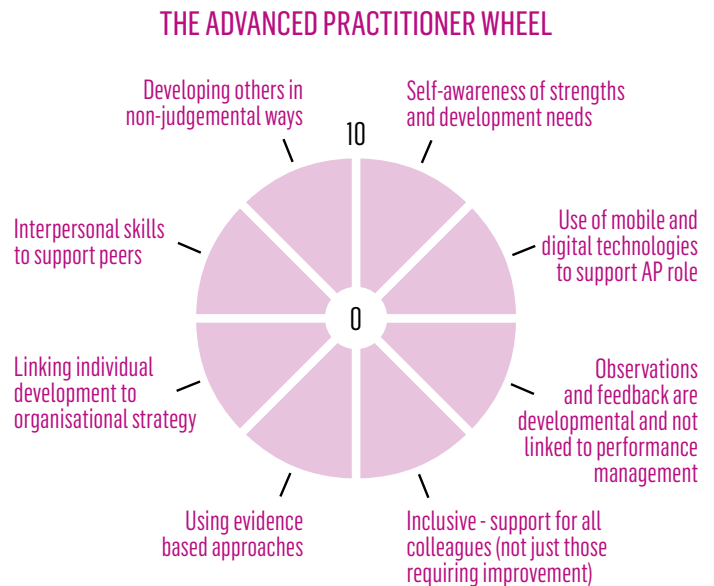 THE ADVANCED PRACTITIONER WHEEL
Developing others in
non-judgemental ways
10
Self-awareness of strengths
and development needs
Interpersonal skills
to support peers
Use of mobile and
digital technologies
to support AP role
0
Linking individual
development to
organisational strategy
Observations
and feedback are
developmental and not
linked to performance
management
Using evidence
based approaches
Inclusive - support for all
colleagues (not just those
requiring improvement)